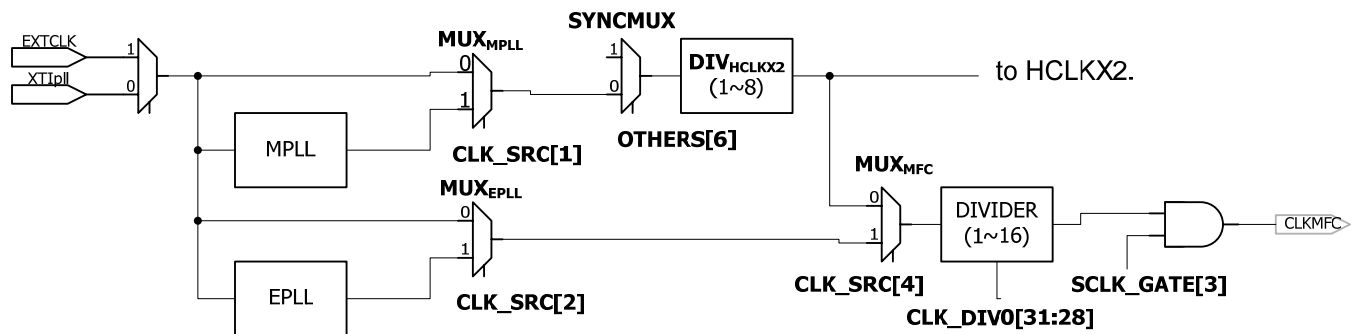 SYNCMUX
EXTCLK
MUXMPLL
1
1
0
DIVHCLKX2
to HCLKX2.
XTIpll
0
0
(1~8)
1
MPLL
OTHERS[6]
CLK_SRC[1]
MUXMFC
MUXEPLL
0
0
DIVIDER
1
(1~16)
CLKMFC
1
EPLL
CLK_SRC[2]
CLK_SRC[4]
SCLK_GATE[3]
CLK_DIV0[31:28]